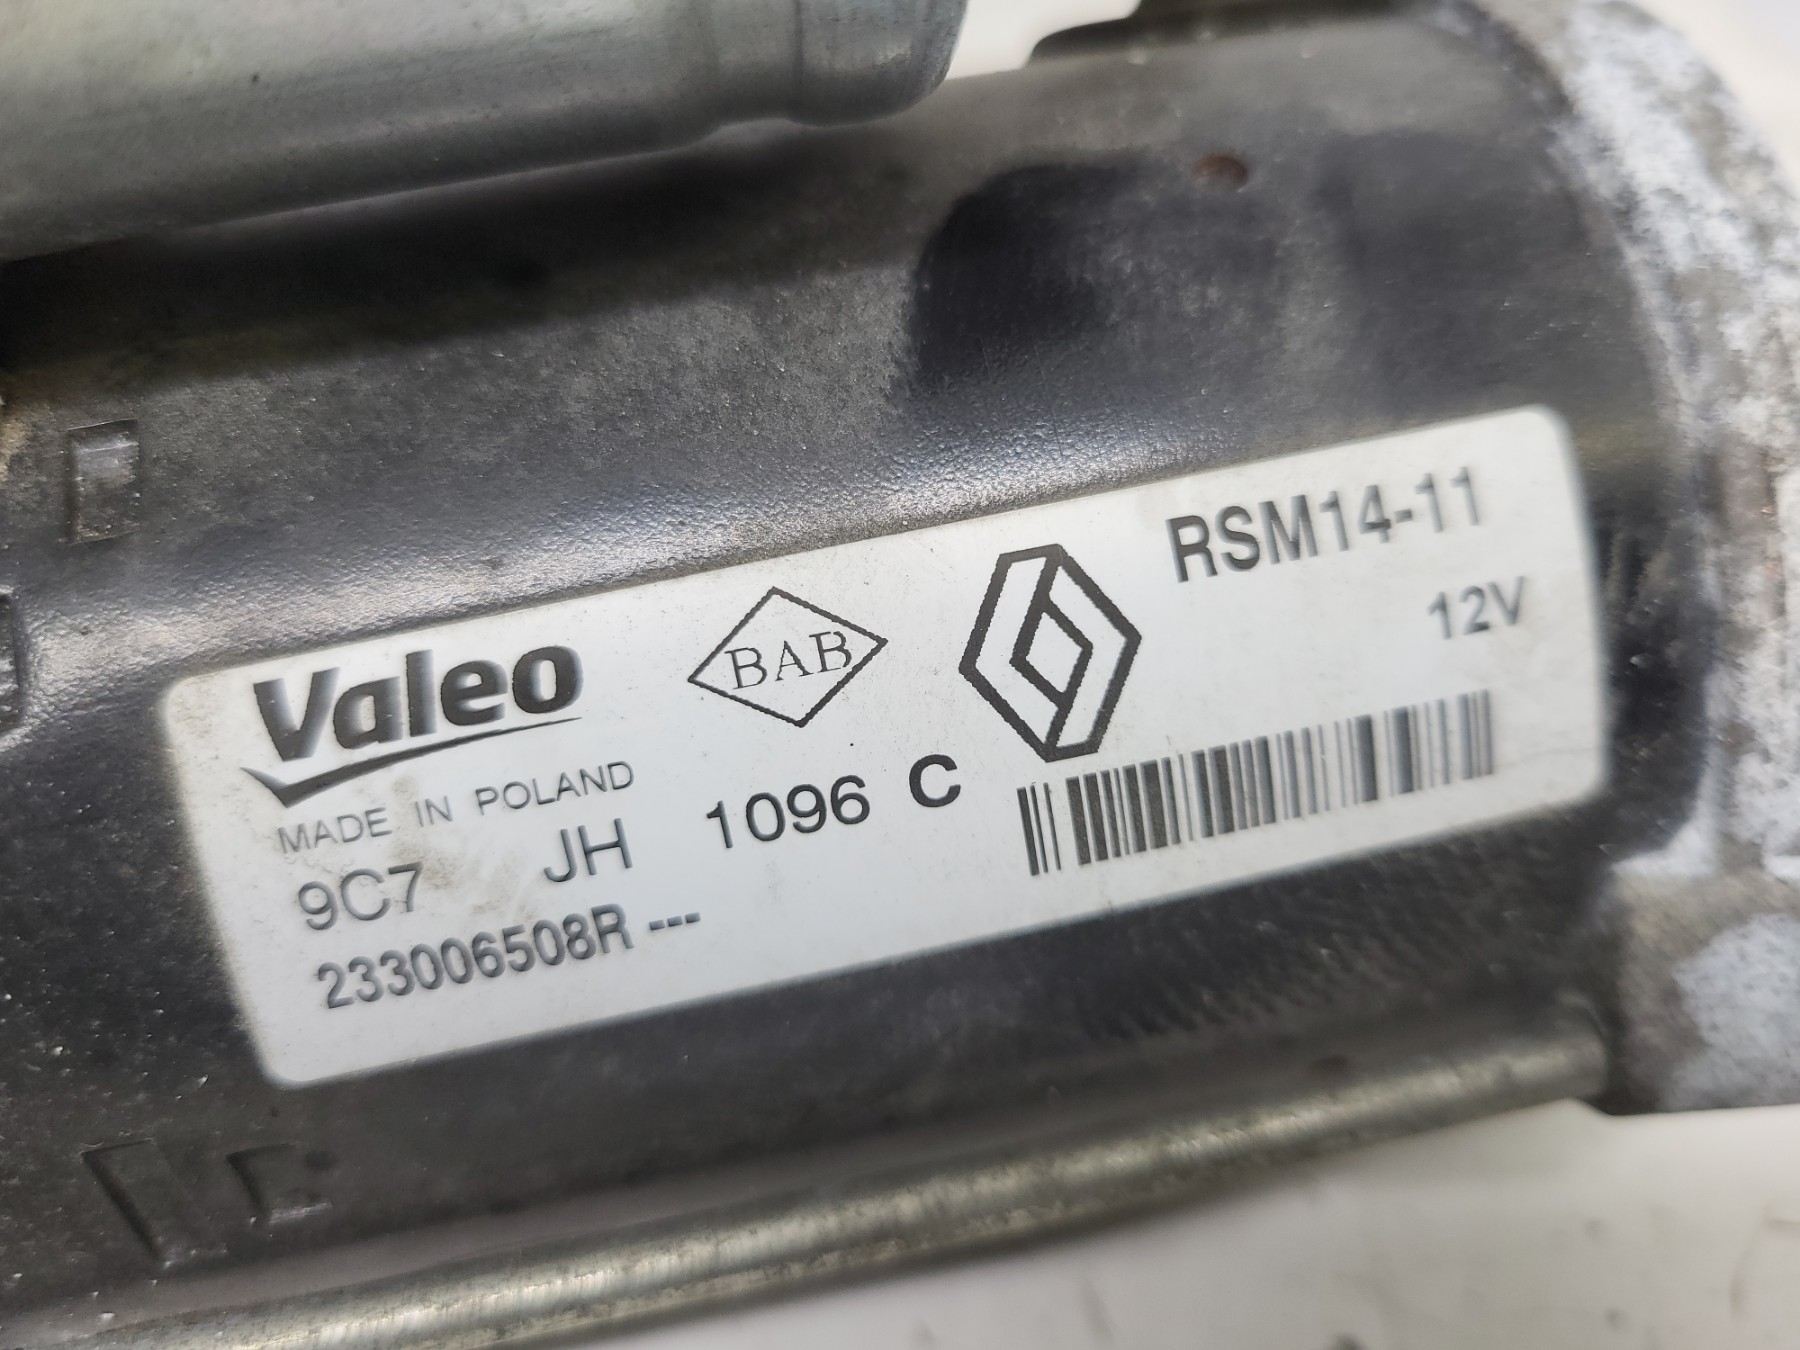 Valeo
BAB
RSM14-11
12V
MADE IN POLAND
9C7 JH 1096 C
233006508R ---